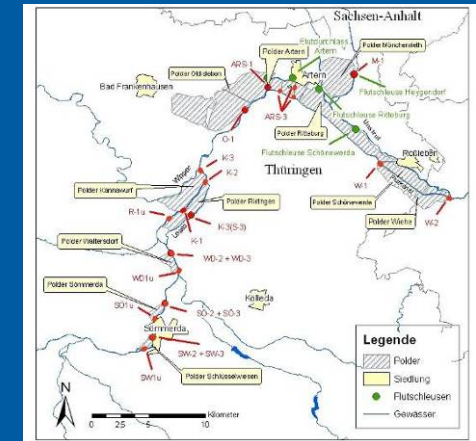 Sachsen-Anhalt
Flutdurchlass
Artern
Polder Artern
Polder Mönchenrieth
ARS-1
M-1
Artern
Polder Oldisleben
Bad Frankenhausen
Flutschleuse Heygendorf
ARS-3
Flutschleuse Ritteburg
Polder Ritteburg
O-1
Flutschleuse Schönewerda
Unstrut
K-3
Roßleben
Wipper
K-2
Thüringen
W-1
Polder Kannawurf
Polder Riethgen
Polder Schönewerda
R-1u
K-3(S-3)
Polder Wiehe
W-2
K-1
Polder Waltersdorf
WD-2 + WD-3
WD1u
Polder Sömmerda
Kölleda
SÖ1u
SÖ-2 + SÖ-3
Sömmerda
SW-2 + SW-3
SW1u
Polder Schlüsselwiesen
Legende
Polder
Siedlung
Flutschleusen
Gewässer
N
Kilometer
0 2,5 5 10